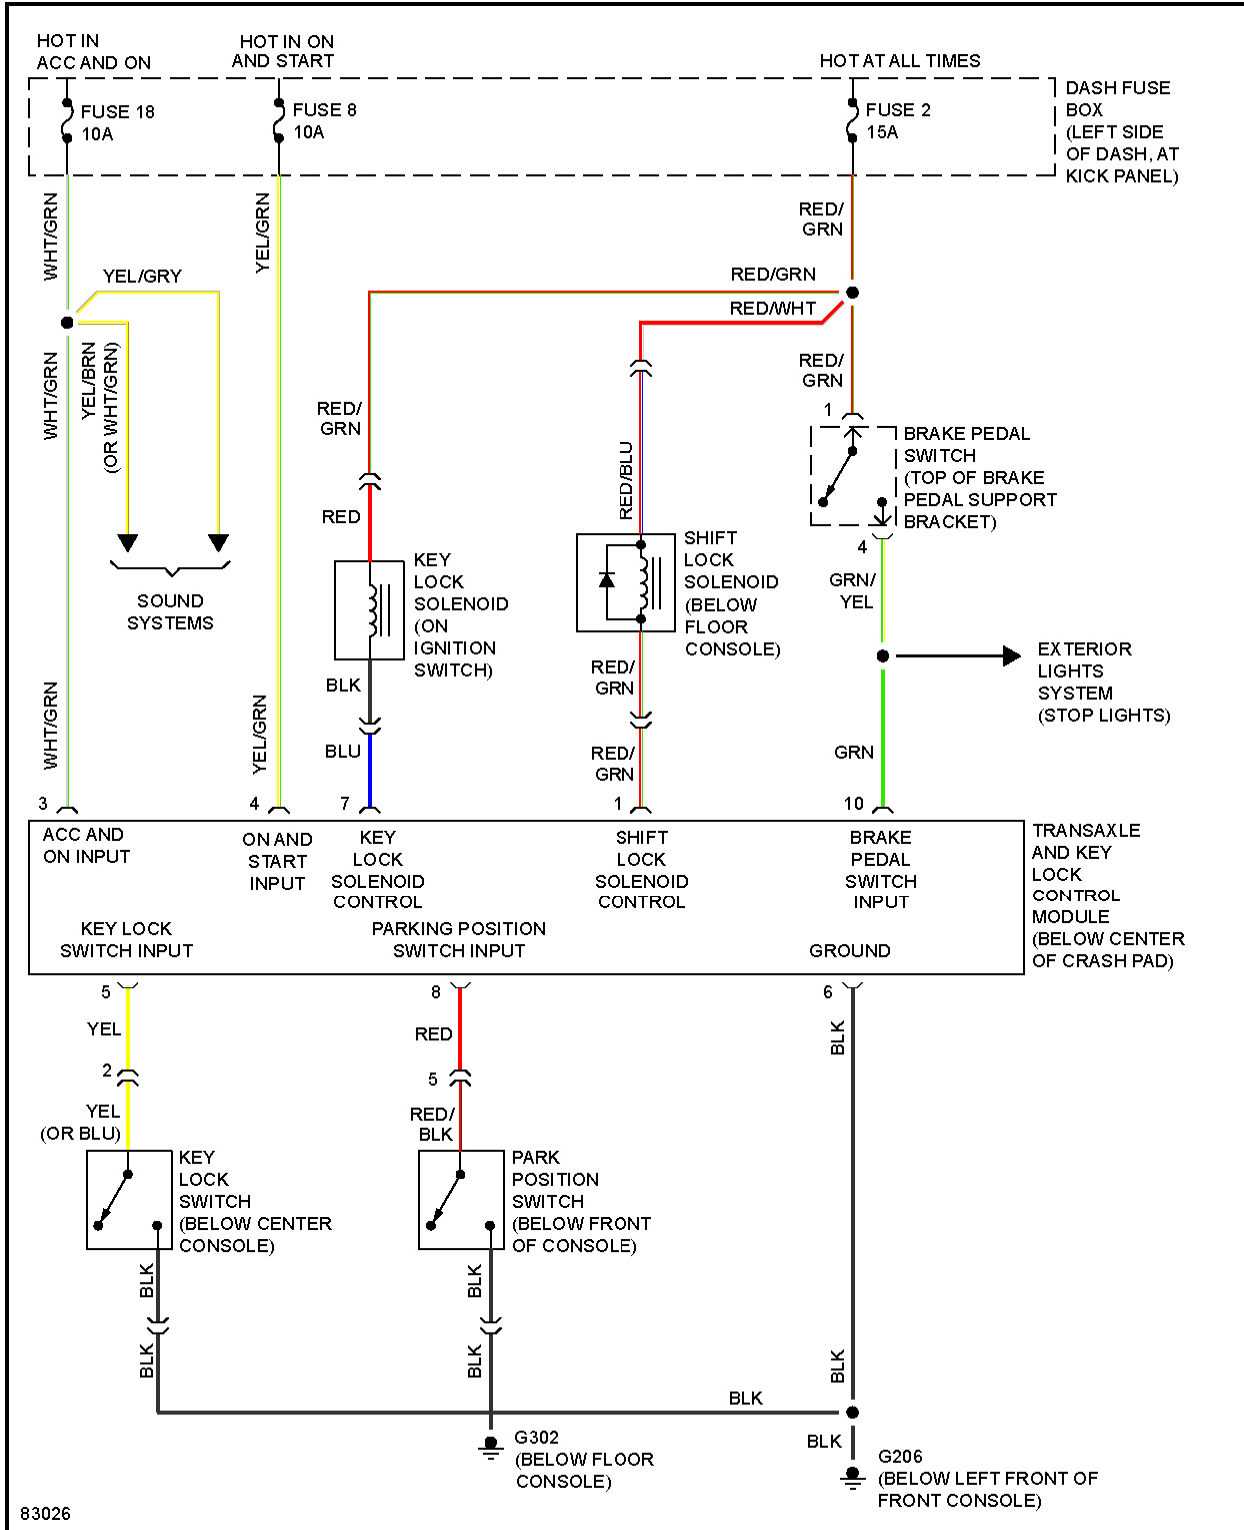 HOT IN
ACC AND ON
HOT IN ON
AND START
HOT AT ALL TIMES
FUSE 18
10A
FUSE 8
10A
FUSE 2
15A
DASH FUSE
BOX
(LEFT SIDE
OF DASH, AT
KICK PANEL)
WHT/GRN
YEL/GRN
RED/
GRN
YEL/GRY
RED/GRN
RED/WHT
WHT/GRN
YEL/BRN
(OR WHT/GRN)
RED/
GRN
RED/
GRN
RED/BLU
1
BRAKE PEDAL
SWITCH
(TOP OF BRAKE
PEDAL SUPPORT
BRACKET)
4
RED
KEY
LOCK
SOLENOID
(ON
IGNITION
SWITCH)
SHIFT
LOCK
SOLENOID
(BELOW
FLOOR
CONSOLE)
GRN/
YEL
SOUND
SYSTEMS
EXTERIOR
LIGHTS
SYSTEM
(STOP LIGHTS)
WHT/GRN
YEL/GRN
BLK
BLU
RED/
GRN
RED/
GRN
GRN
3
4
7
1
10
ACC AND
ON INPUT
ON AND
START
INPUT
KEY
LOCK
SOLENOID
CONTROL
SHIFT
LOCK
SOLENOID
CONTROL
BRAKE
PEDAL
SWITCH
INPUT
TRANSAXLE
AND KEY
LOCK
CONTROL
MODULE
(BELOW CENTER
OF CRASH PAD)
KEY LOCK
SWITCH INPUT
PARKING POSITION
SWITCH INPUT
GROUND
5
8
6
YEL
RED
BLK
2
5
YEL
(OR BLU)
RED/
BLK
KEY
LOCK
SWITCH
(BELOW CENTER
CONSOLE)
PARK
POSITION
SWITCH
(BELOW FRONT
OF CONSOLE)
BLK
BLK
BLK
BLK
BLK
BLK
BLK
G302
(BELOW FLOOR
CONSOLE)
G206
(BELOW LEFT FRONT OF
FRONT CONSOLE)
83026